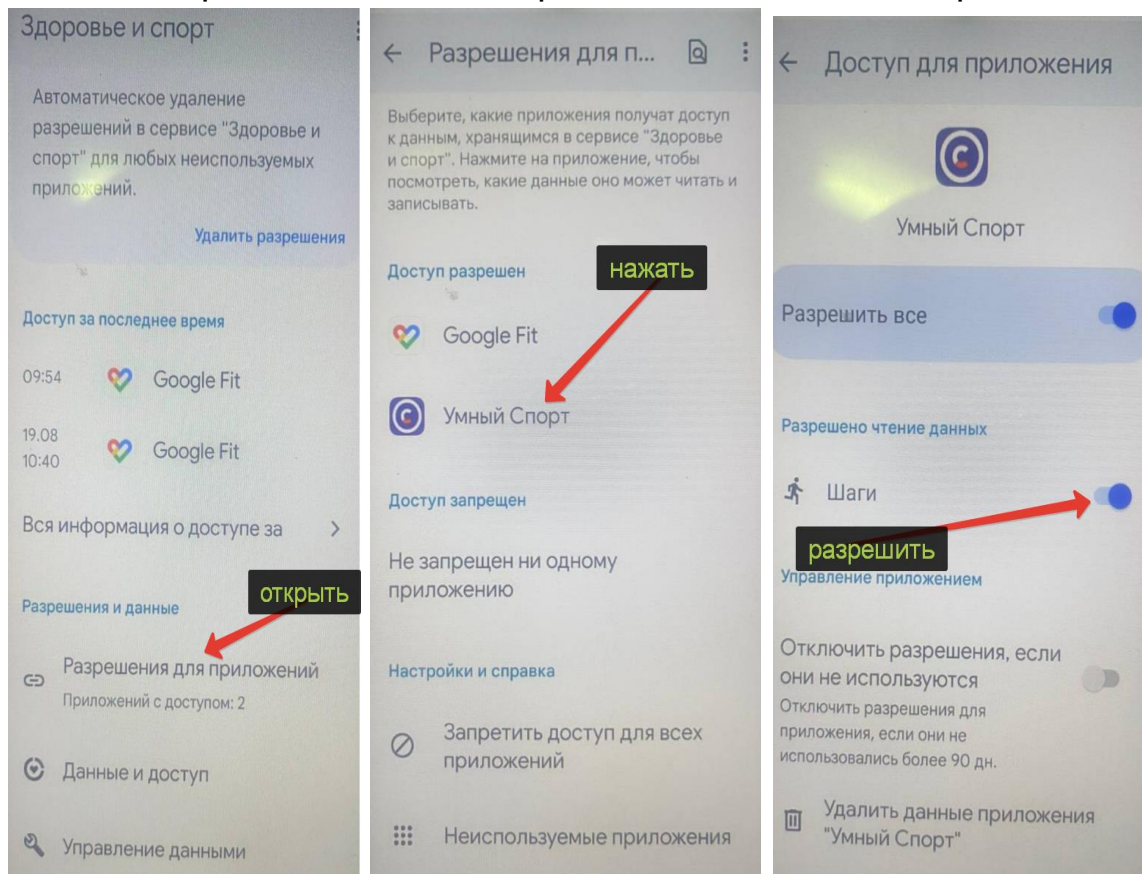 Здоровье и спорт
Автоматическое удаление
разрешений в сервисе "Здоровье и
спорт" для любых неиспользуемых
приложений.
Удалить разрешения
Доступ за последнее время
09:54
Google Fit
19.08
10:40
Google Fit
Вся информация о доступе за
открыть
Разрешения и данные
Разрешения для приложений
Приложений с доступом: 2
Данные и доступ
Управление данными
Разрешения для п...
Выберите, какие приложения получат доступ
к данным, хранящимся в сервисе "Здоровье
и спорт". Нажмите на приложение, чтобы
посмотреть, какие данные оно может читать и
записывать.
нажать
Доступ разрешен
Google Fit
Умный Спорт
Доступ запрещен
Не запрещен ни одному
приложению
Настройки и справка
Запретить доступ для всех
приложений
Неиспользуемые приложения
Доступ для приложения
Умный Спорт
Разрешить все
Разрешено чтение данных
Шаги
разрешить
Управление приложением
Отключить разрешения, если
они не используются
Отключить разрешения для
приложения, если они не
использовались более 90 дн.
Удалить данные приложения
"Умный Спорт"